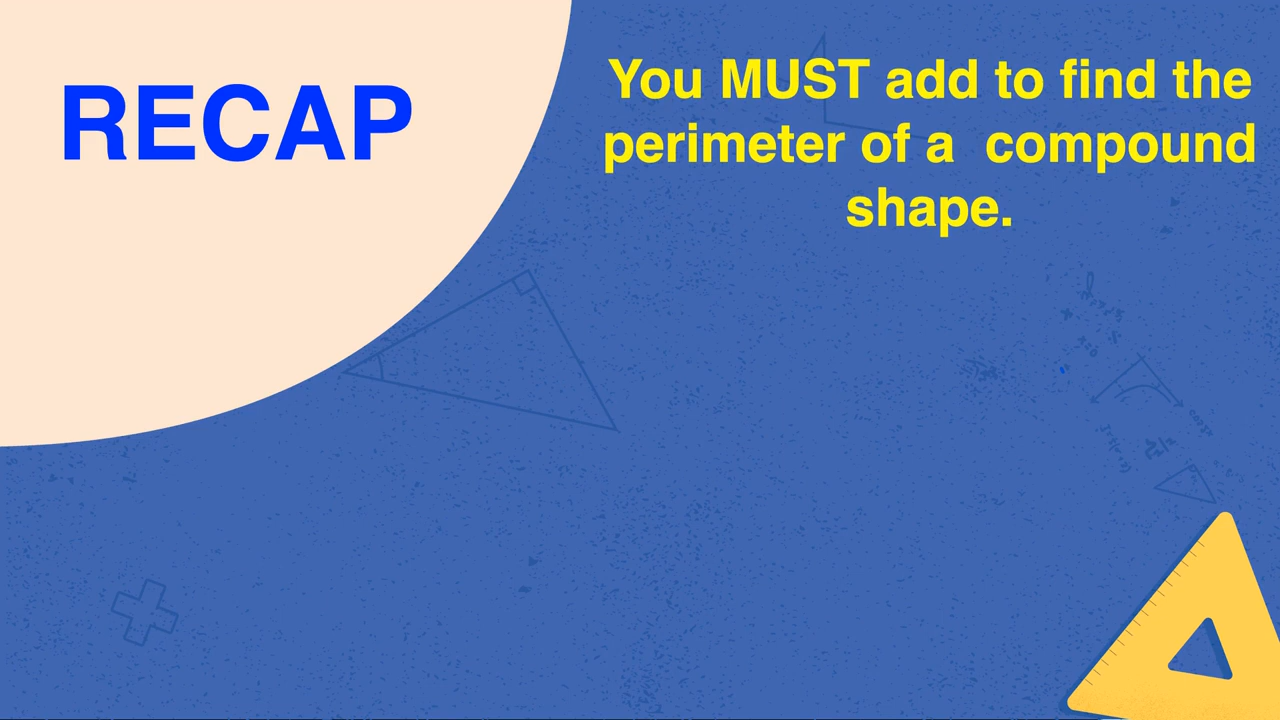 RECAP
You MUST add to find the
perimeter of a  compound
shape.